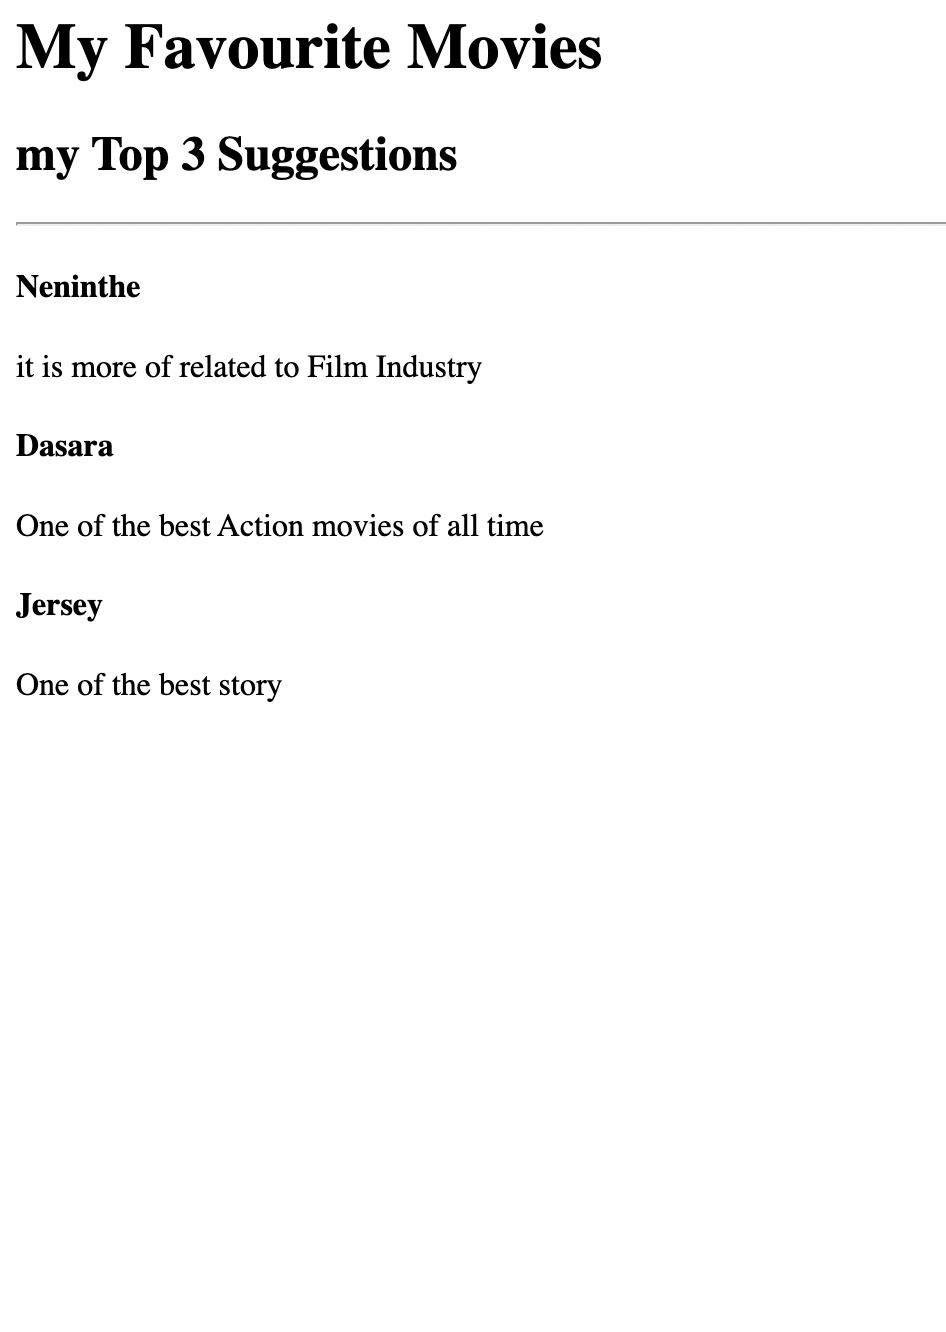 My Favourite Movies
my Top 3 Suggestions
Neninthe
it is more of related to Film Industry
Dasara
One of the best Action movies of all time
Jersey
One of the best story